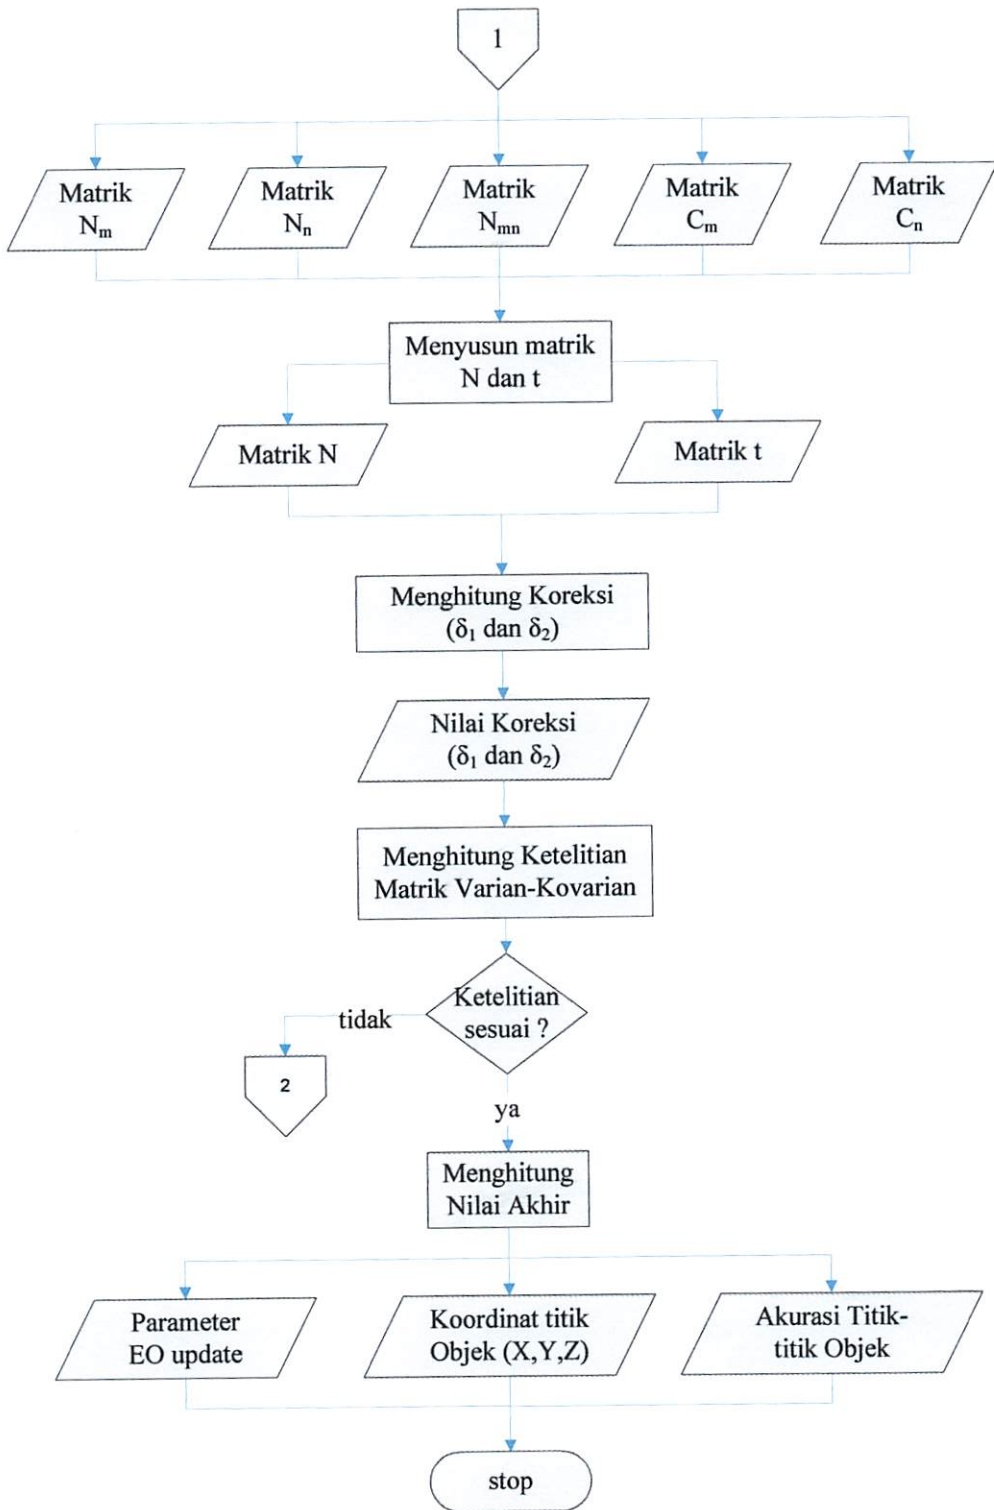 1
Matrik
Nₘ
Matrik
Nₙ
Matrik
Nₘₙ
Matrik
Cₘ
Matrik
Cₙ
Menyusun matrik
N dan t
Matrik N
Matrik t
Menghitung Koreksi
(δ₁ dan δ₂)
Nilai Koreksi
(δ₁ dan δ₂)
Menghitung Ketelitian
Matrik Varian-Kovarian
Ketelitian
sesuai ?
tidak
2
ya
Menghitung
Nilai Akhir
Parameter
EO update
Koordinat titik
Objek (X,Y,Z)
Akurasi Titik-
titik Objek
stop